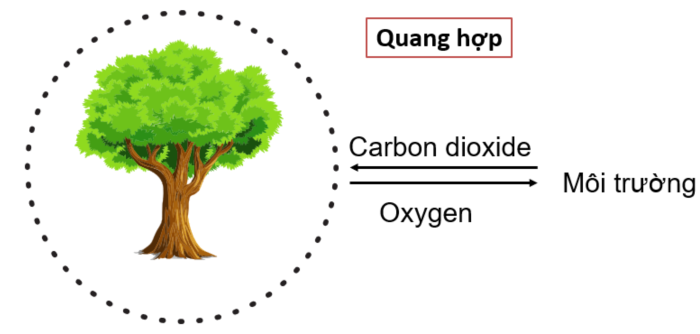 Quang hợp
Carbon dioxide
Môi trường
Oxygen